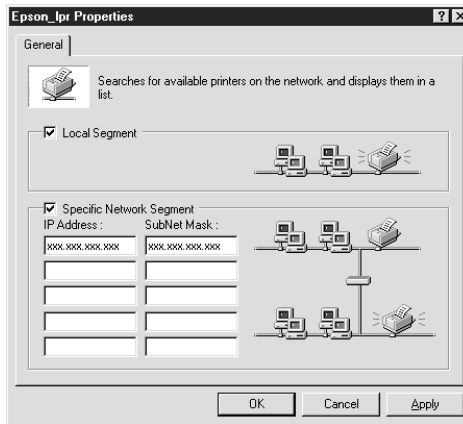 Epson_lpr Properties
General
Searches for available printers on the network and displays them in a
list.
Local Segment
Specific Network Segment
IP Address : SubNet Mask :
xxx.xxx.xxx.xxx xxx.xxx.xxx.xxx
OK Cancel Apply